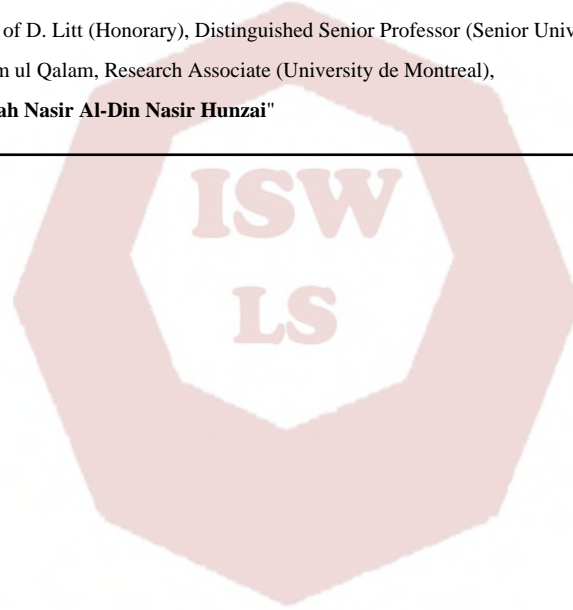 of D. Litt (Honorary), Distinguished Senior Professor (Senior Univ
m ul Qalam, Research Associate (University de Montreal),
ah Nasir Al-Din Nasir Hunzai"
ISW
LS